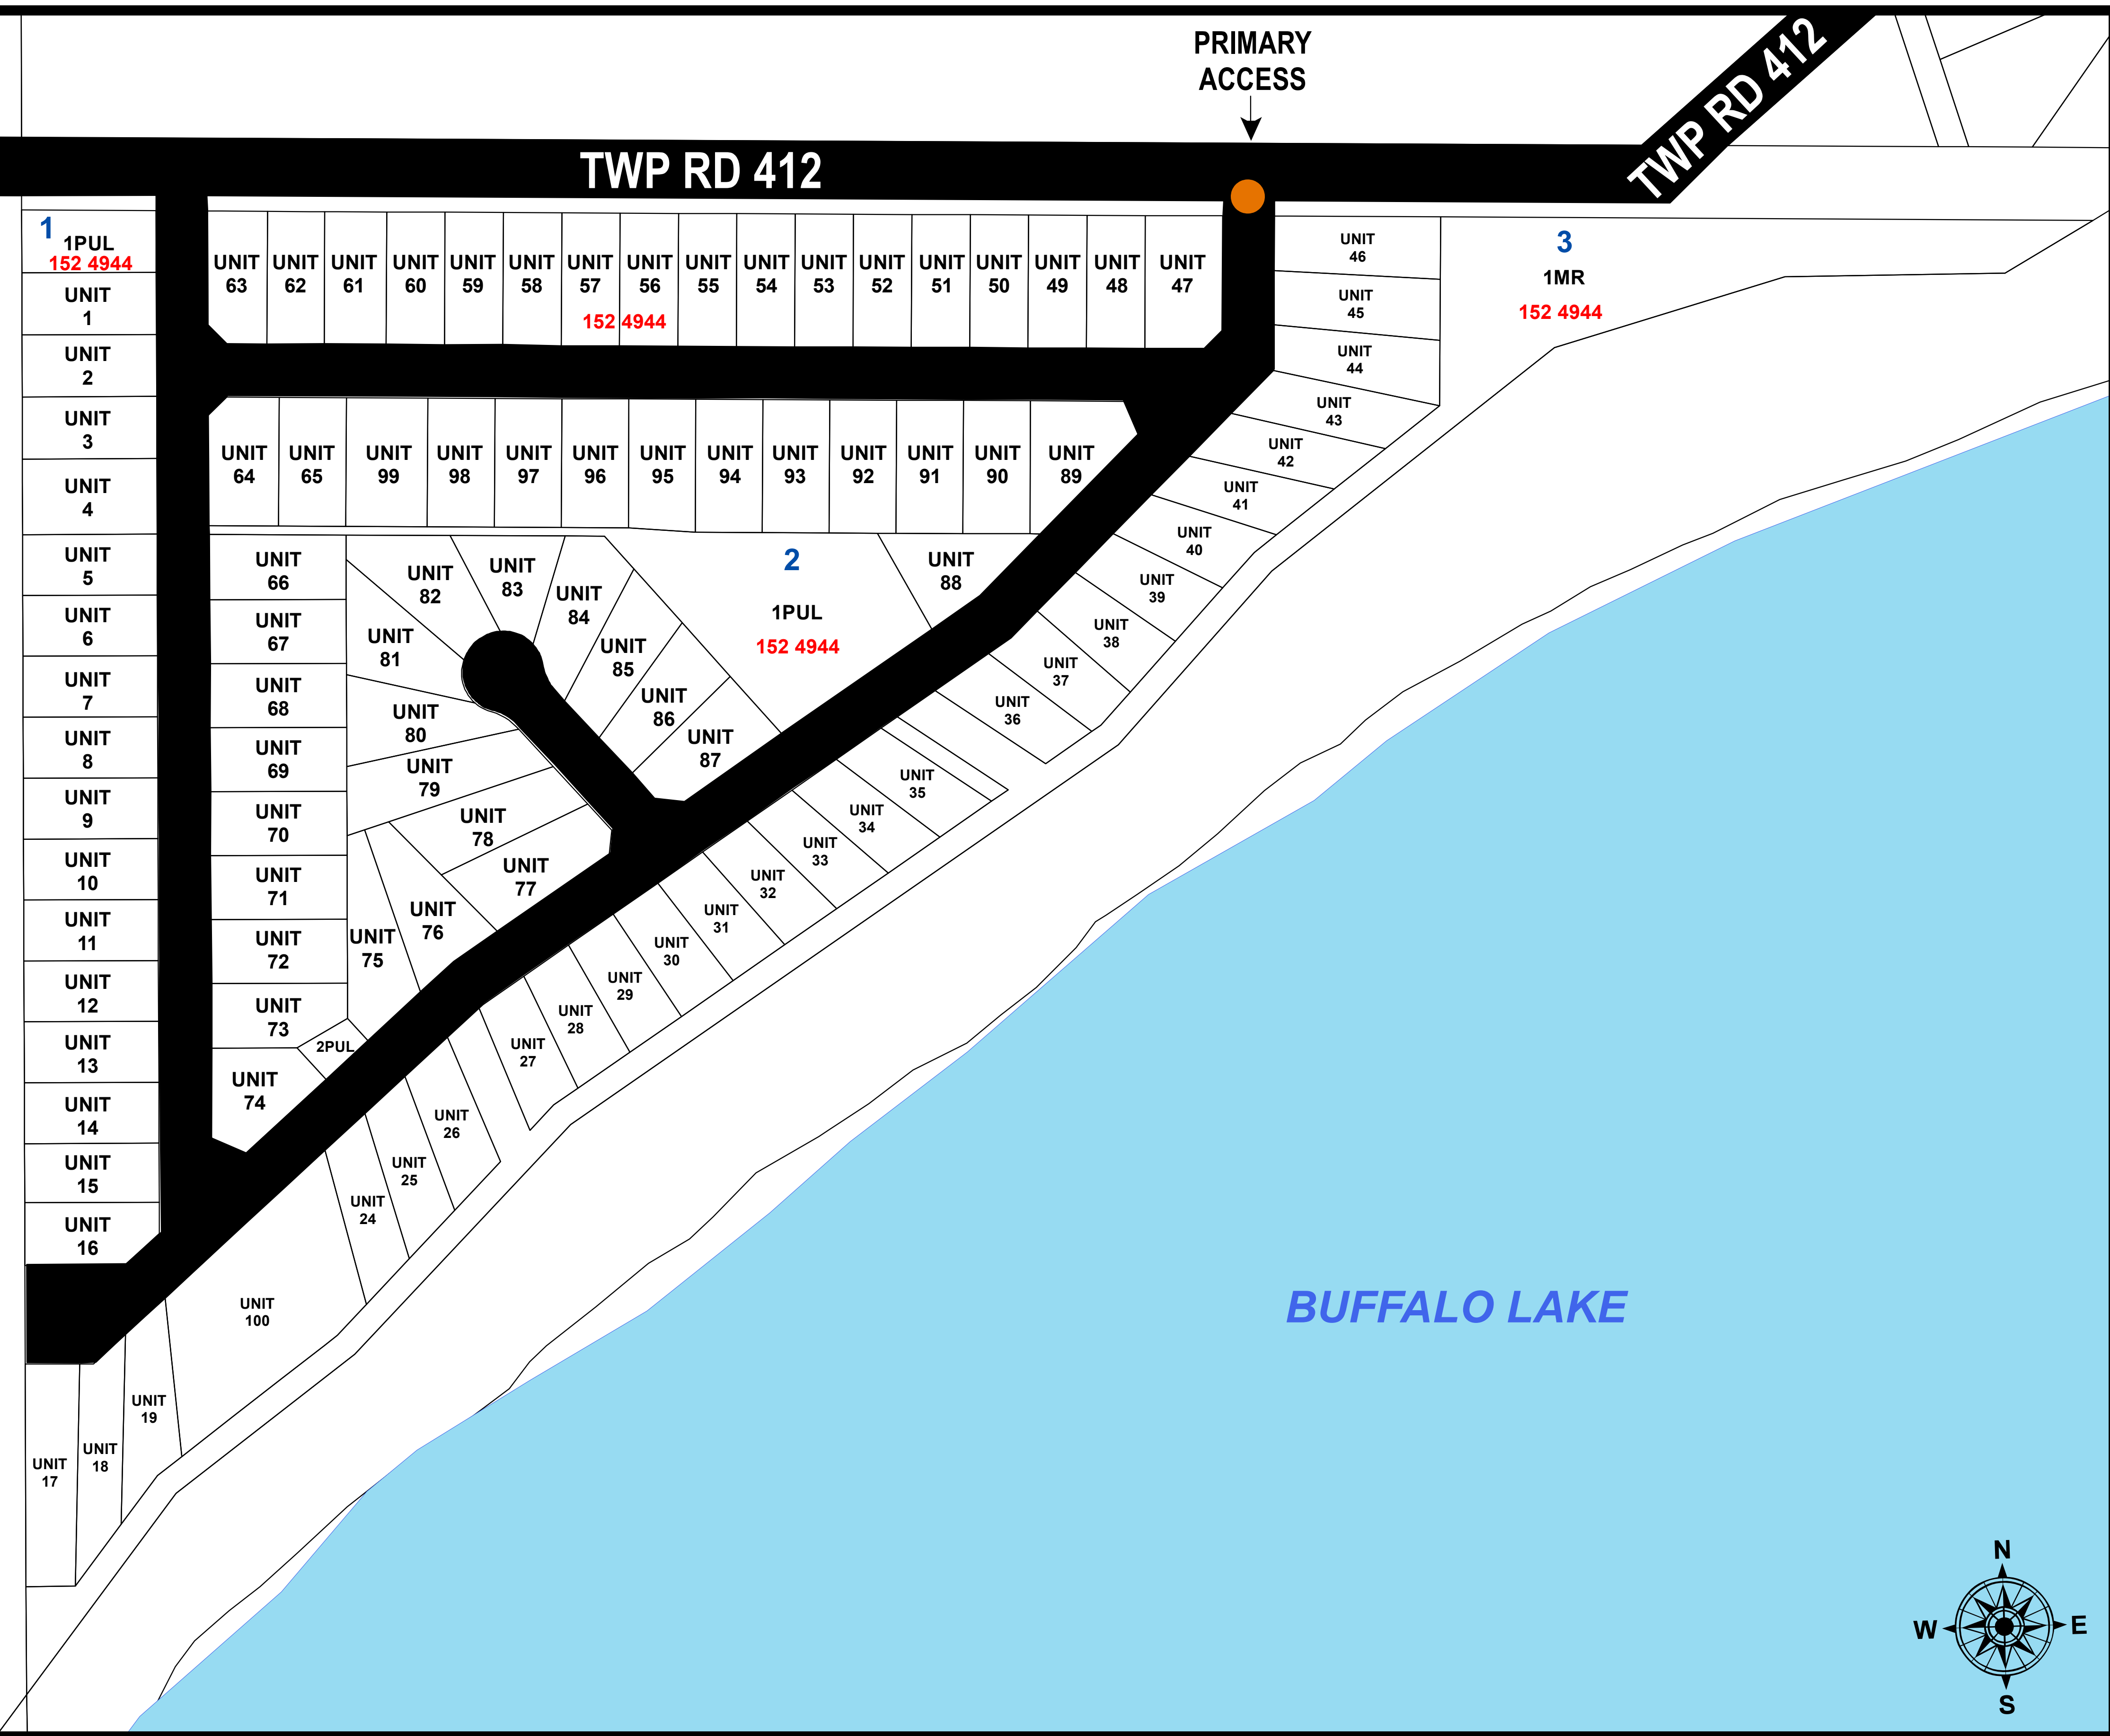 PRIMARY
ACCESS
TWP RD 412
TWP RD 412
1
1PUL
152 4944
UNIT
1
UNIT
2
UNIT
3
UNIT
4
UNIT
5
UNIT
6
UNIT
7
UNIT
8
UNIT
9
UNIT
10
UNIT
11
UNIT
12
UNIT
13
UNIT
14
UNIT
15
UNIT
16
UNIT
17
UNIT
18
UNIT
19
UNIT
100
UNIT
24
UNIT
25
UNIT
26
UNIT
27
UNIT
28
UNIT
29
UNIT
30
UNIT
31
UNIT
32
UNIT
33
UNIT
34
UNIT
35
UNIT
36
UNIT
37
UNIT
38
UNIT
39
UNIT
40
UNIT
41
UNIT
42
UNIT
43
UNIT
44
UNIT
45
UNIT
46
3
1MR
152 4944
UNIT
63
UNIT
62
UNIT
61
UNIT
60
UNIT
59
UNIT
58
UNIT
57
UNIT
56
152 4944
UNIT
55
UNIT
54
UNIT
53
UNIT
52
UNIT
51
UNIT
50
UNIT
49
UNIT
48
UNIT
47
UNIT
64
UNIT
65
UNIT
99
UNIT
98
UNIT
97
UNIT
96
UNIT
95
UNIT
94
UNIT
93
UNIT
92
UNIT
91
UNIT
90
UNIT
89
UNIT
66
UNIT
67
UNIT
68
UNIT
69
UNIT
70
UNIT
71
UNIT
72
UNIT
73
2PUL
UNIT
74
UNIT
75
UNIT
76
UNIT
77
UNIT
78
UNIT
79
UNIT
80
UNIT
81
UNIT
82
UNIT
83
UNIT
84
UNIT
85
UNIT
86
UNIT
87
2
1PUL
152 4944
UNIT
88
BUFFALO LAKE
N
W
E
S